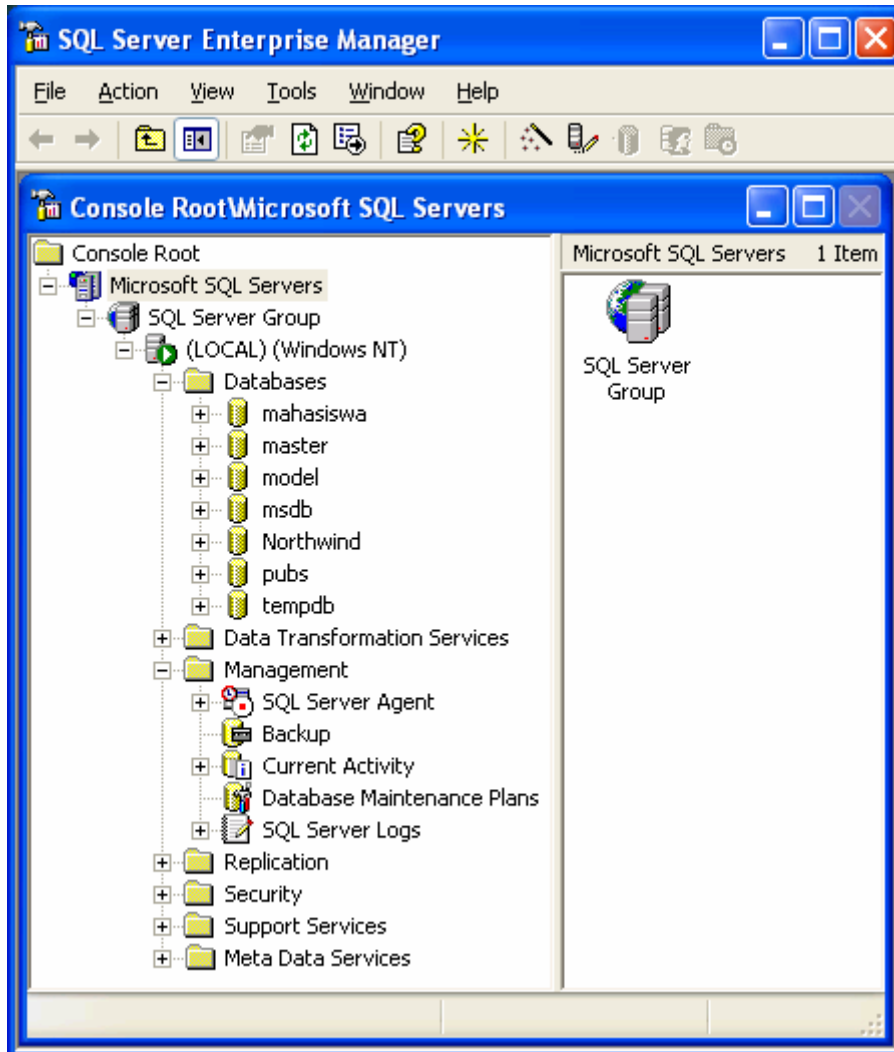 SQL Server Enterprise Manager
File Action View Tools Window Help
Console Root\Microsoft SQL Servers
Console Root
Microsoft SQL Servers
SQL Server Group
(LOCAL) (Windows NT)
Databases
mahasiswa
master
model
msdb
Northwind
pubs
tempdb
Data Transformation Services
Management
SQL Server Agent
Backup
Current Activity
Database Maintenance Plans
SQL Server Logs
Replication
Security
Support Services
Meta Data Services
Microsoft SQL Servers 1 Item
SQL Server
Group